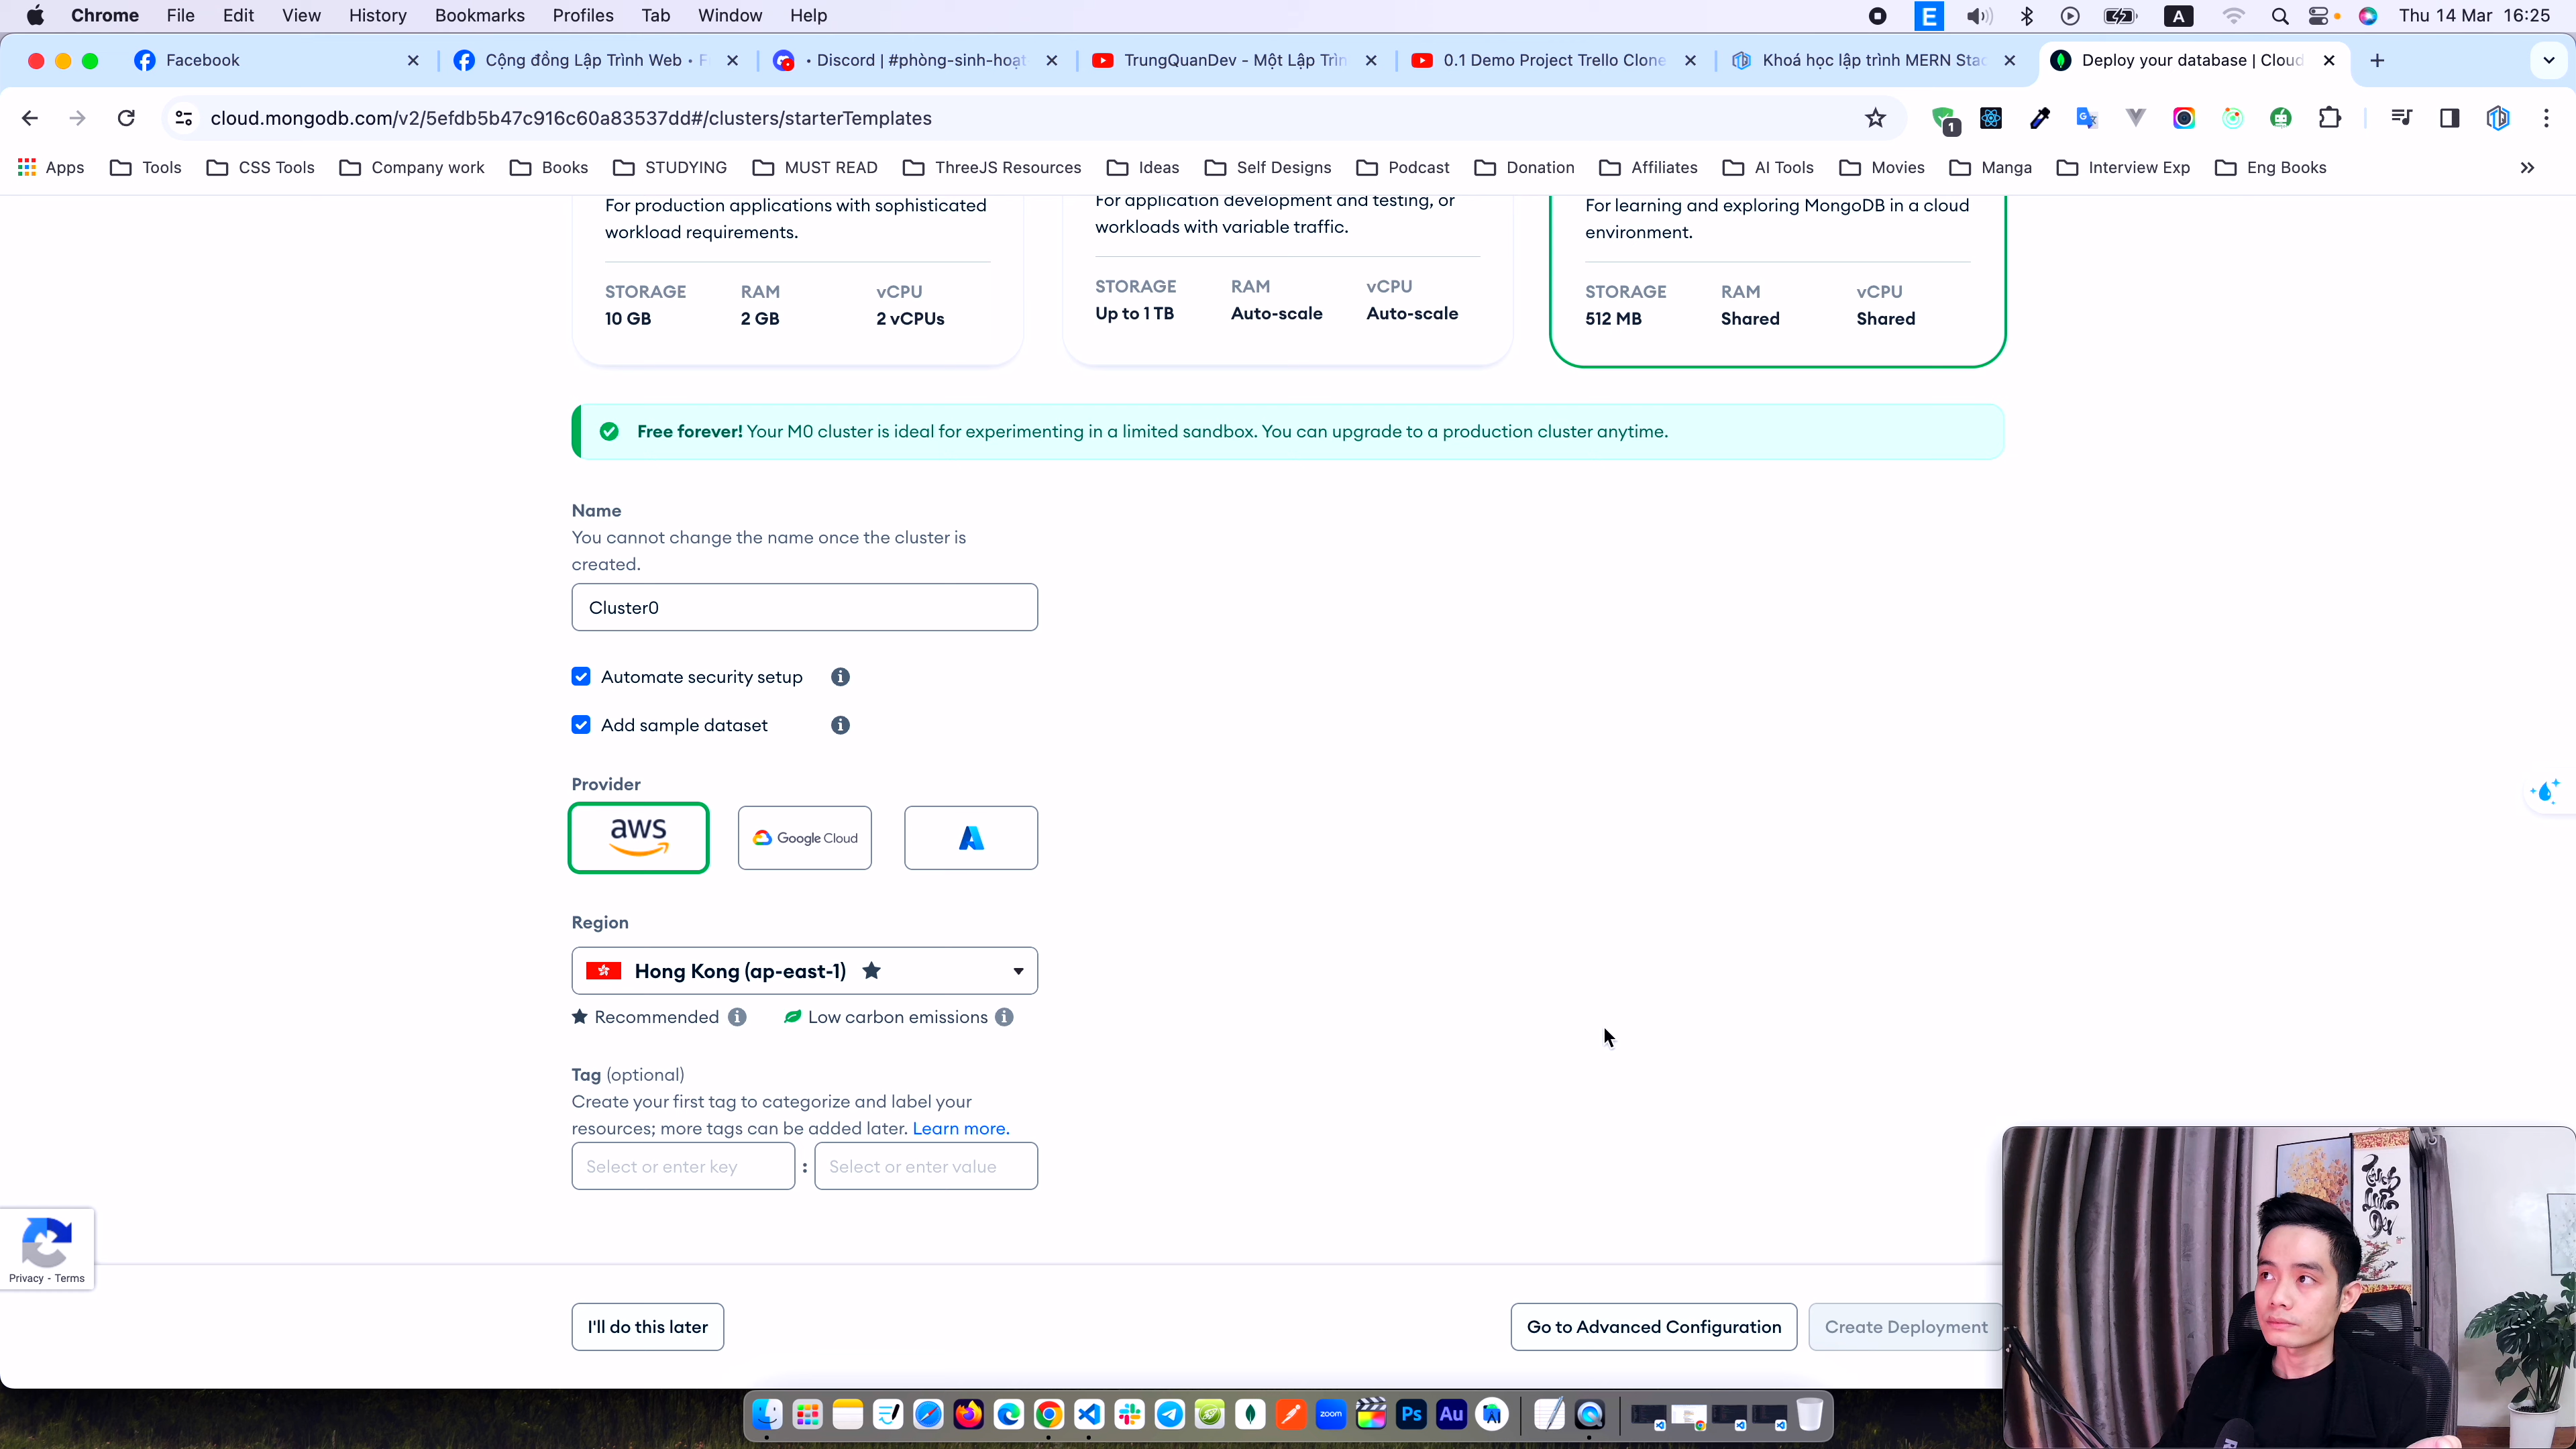 Chrome File Edit View History Bookmarks Profiles Tab Window Help
E A Thu 14 Mar 16:25
Facebook
Cộng đồng Lập Trình Web • F
• Discord | #phòng-sinh-hoạt
TrungQuanDev - Một Lập Trìn
0.1 Demo Project Trello Clone
Khoá học lập trình MERN Stac
Deploy your database | Cloud
cloud.mongodb.com/v2/5efdb5b47c916c60a83537dd#/clusters/starterTemplates
1
Apps Tools CSS Tools Company work Books STUDYING MUST READ ThreeJS Resources Ideas Self Designs Podcast Donation Affiliates AI Tools Movies Manga Interview Exp Eng Books
For production applications with sophisticated
workload requirements.
STORAGE RAM vCPU
10 GB 2 GB 2 vCPUs
For application development and testing, or
workloads with variable traffic.
STORAGE RAM vCPU
Up to 1 TB Auto-scale Auto-scale
For learning and exploring MongoDB in a cloud
environment.
STORAGE RAM vCPU
512 MB Shared Shared
Free forever! Your M0 cluster is ideal for experimenting in a limited sandbox. You can upgrade to a production cluster anytime.
Name
You cannot change the name once the cluster is
created.
Cluster0
Automate security setup
Add sample dataset
Provider
aws Google Cloud
Region
Hong Kong (ap-east-1)
Recommended Low carbon emissions
Tag (optional)
Create your first tag to categorize and label your
resources; more tags can be added later. Learn more.
Select or enter key : Select or enter value
Privacy - Terms
I'll do this later
Go to Advanced Configuration
Create Deployment
zoom Ps Au